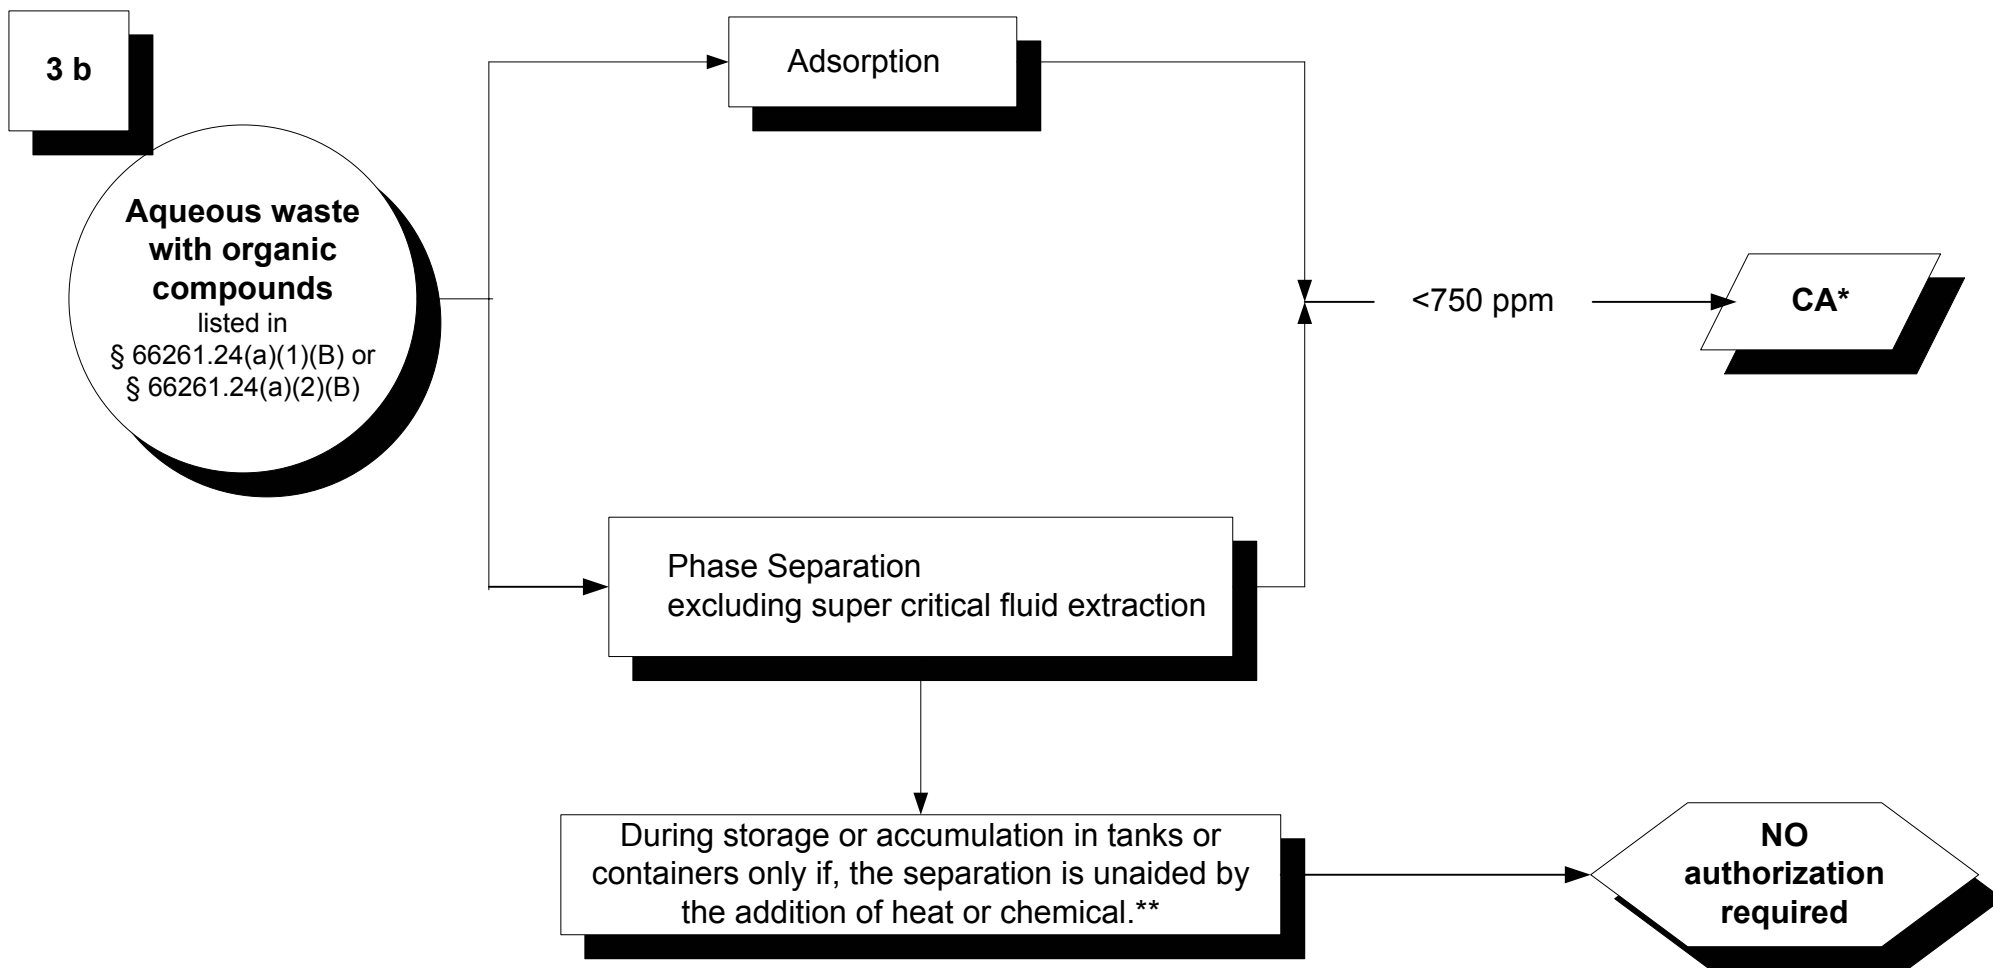 3 b
Adsorption
Aqueous waste
with organic
compounds
listed in
§ 66261.24(a)(1)(B) or
§ 66261.24(a)(2)(B)
<750 ppm
CA*
Phase Separation
excluding super critical fluid extraction
During storage or accumulation in tanks or
containers only if, the separation is unaided by
the addition of heat or chemical.**
NO
authorization
required